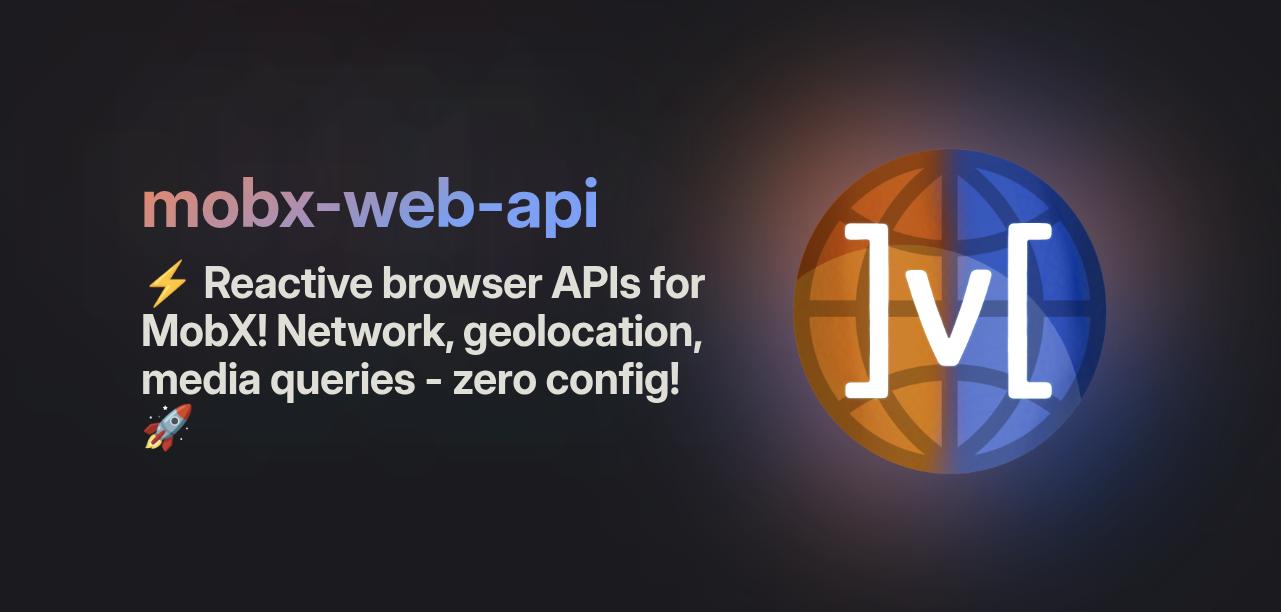 mobx-web-api
⚡ Reactive browser APIs for
MobX! Network, geolocation,
media queries - zero config!
🚀
]v[